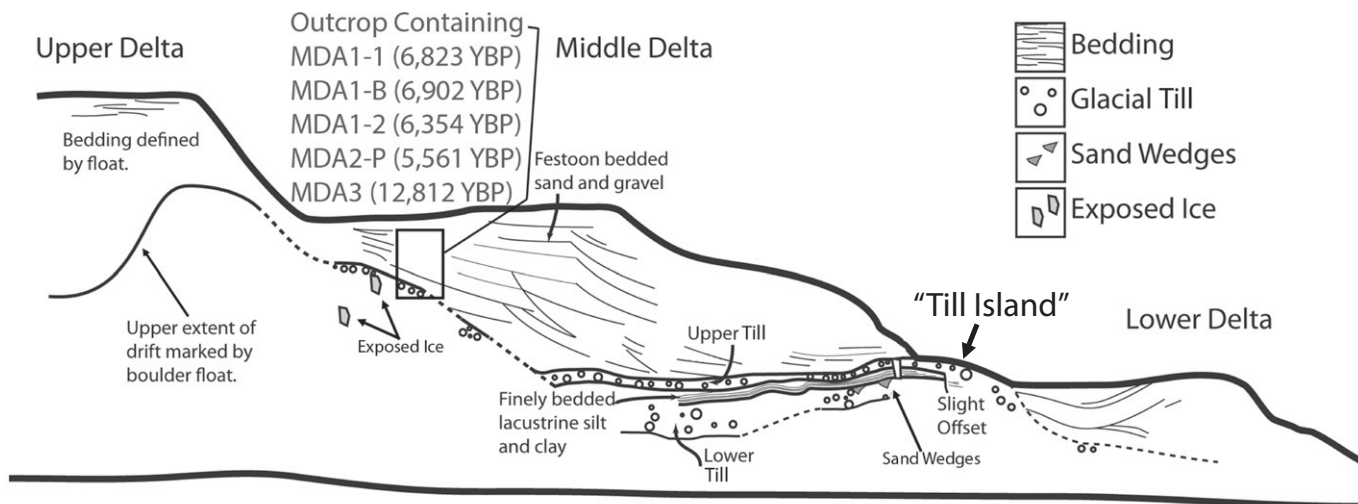 Upper Delta
Outcrop Containing
MDA1-1 (6,823 YBP)
MDA1-B (6,902 YBP)
MDA1-2 (6,354 YBP)
MDA2-P (5,561 YBP)
MDA3 (12,812 YBP)
Middle Delta
Bedding
Glacial Till
Sand Wedges
Exposed Ice
Bedding defined
by float.
Festoon bedded
sand and gravel
Upper extent of
drift marked by
boulder float.
Exposed Ice
Upper Till
"Till Island"
Lower Delta
Finely bedded
lacustrine silt
and clay
Lower
Till
Sand Wedges
Slight
Offset